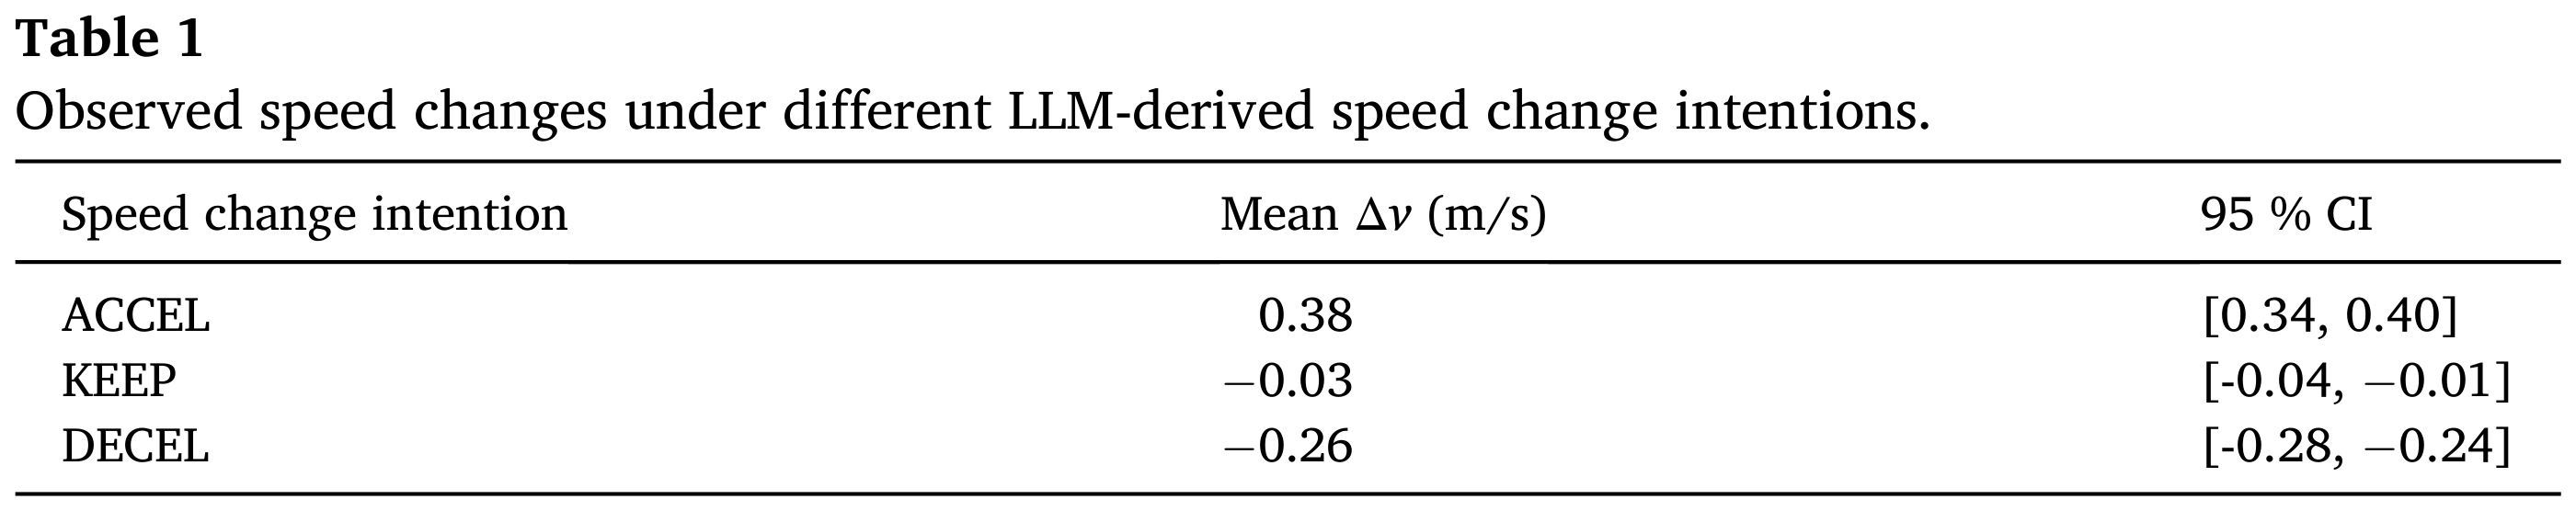 Table 1
Observed speed changes under different LLM-derived speed change intentions.
Speed change intention Mean Δv (m/s) 95 % CI
ACCEL 0.38 [0.34, 0.40]
KEEP −0.03 [-0.04, −0.01]
DECEL −0.26 [-0.28, −0.24]